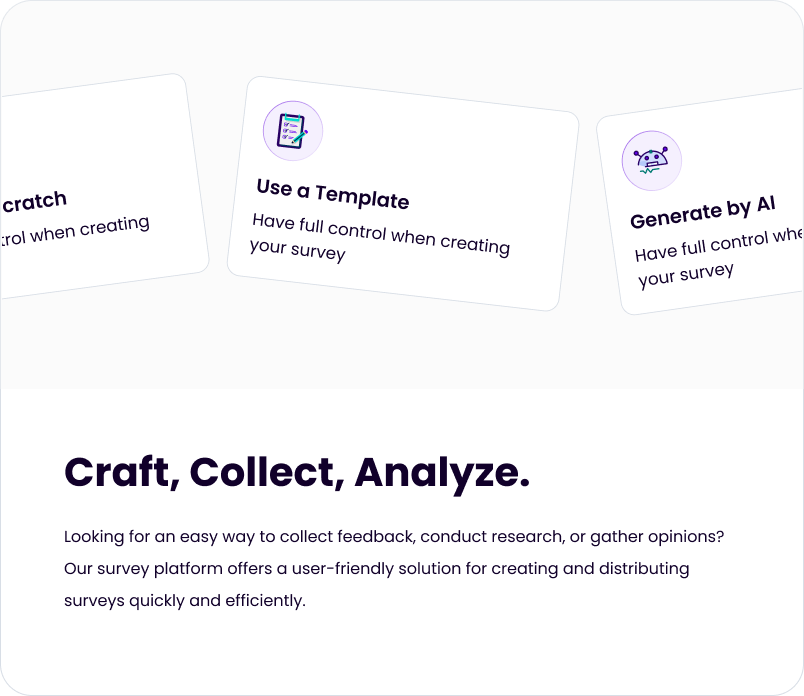 cratch
trol when creating
Use a Template
Have full control when creating
your survey
Generate by AI
Have full control whe
your survey
Craft, Collect, Analyze.
Looking for an easy way to collect feedback, conduct research, or gather opinions?
Our survey platform offers a user-friendly solution for creating and distributing
surveys quickly and efficiently.